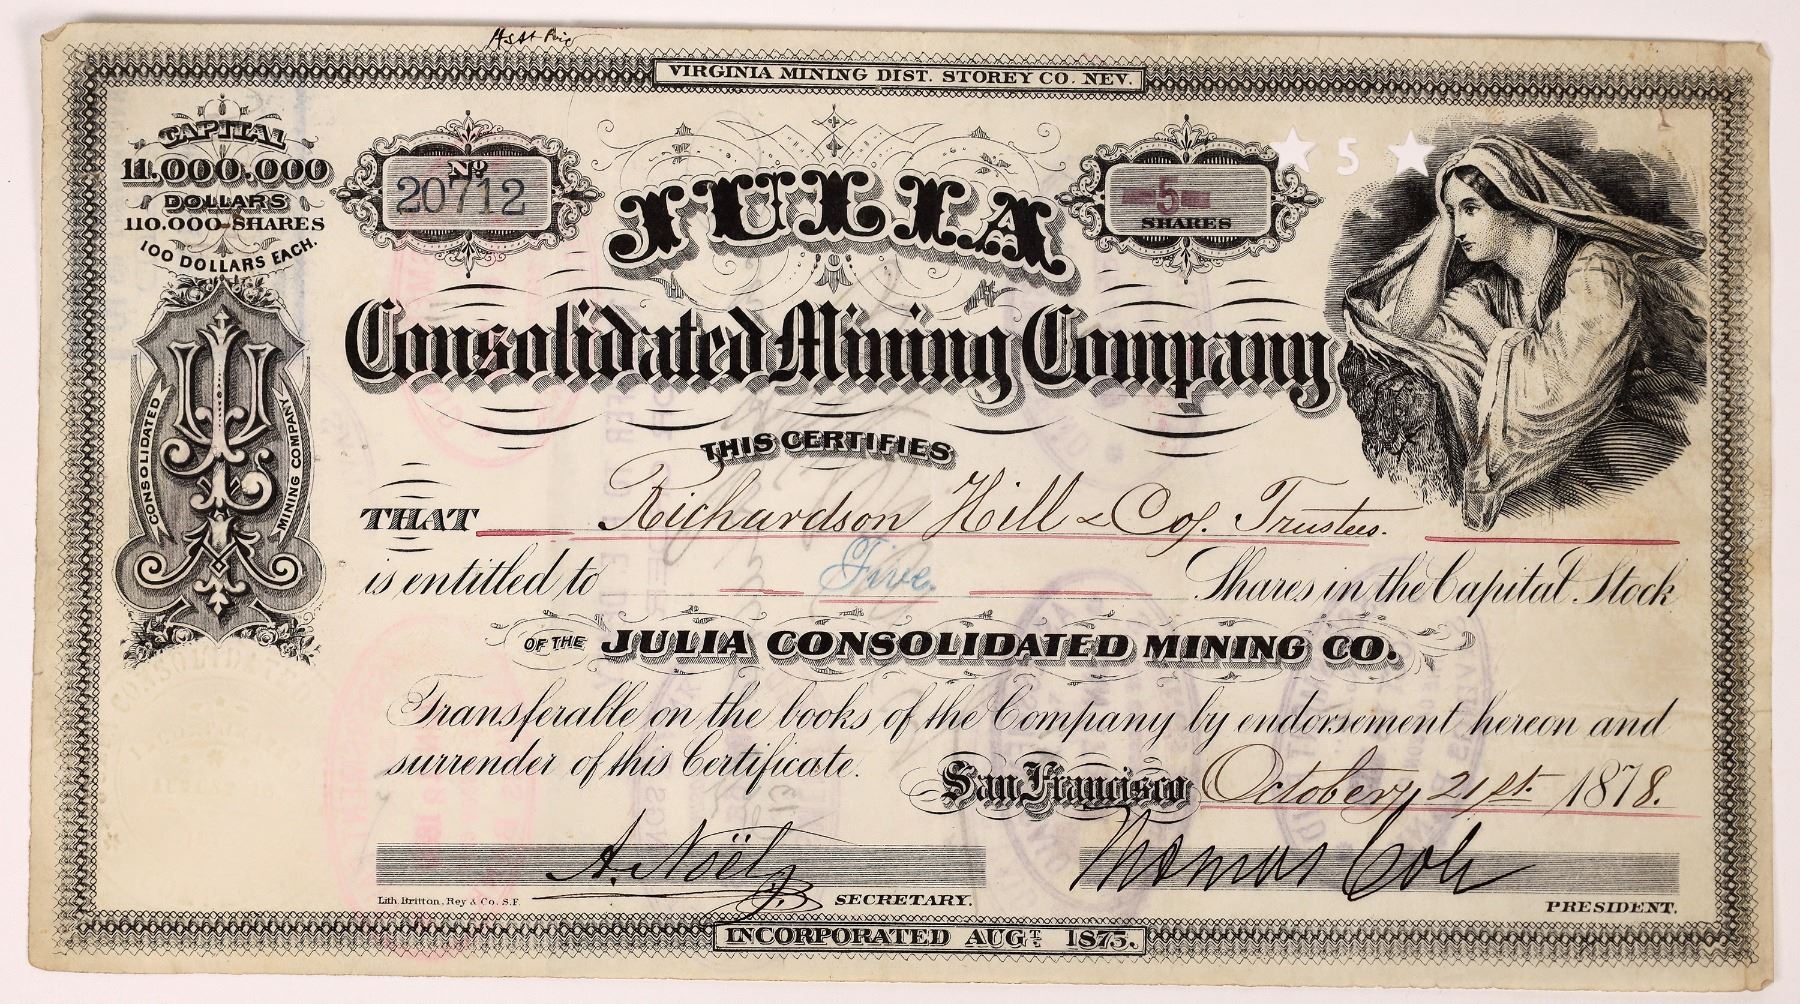 VIRGINIA MINING DIST. STOREY CO. NEV.
CAPITAL
11.000.000
DOLLARS
110.000 SHARES
100 DOLLARS EACH.
No
20712
JULIA
5
SHARES
★ 5 ★
Consolidated Mining Company
CONSOLIDATED
MINING COMPANY
THIS CERTIFIES
THAT Richardson Hill & Co. Trustees.
is entitled to Five. Shares in the Capital Stock
OF THE JULIA CONSOLIDATED MINING CO.
Transferable on the books of the Company by endorsement hereon and
surrender of this Certificate.
San Francisco October 21st. 1878.
A. Noël
SECRETARY.
Thomas Cole
PRESIDENT.
Lith. Britton, Rey & Co. S.F.
INCORPORATED AUGT. 1875.
CONSOLIDATED